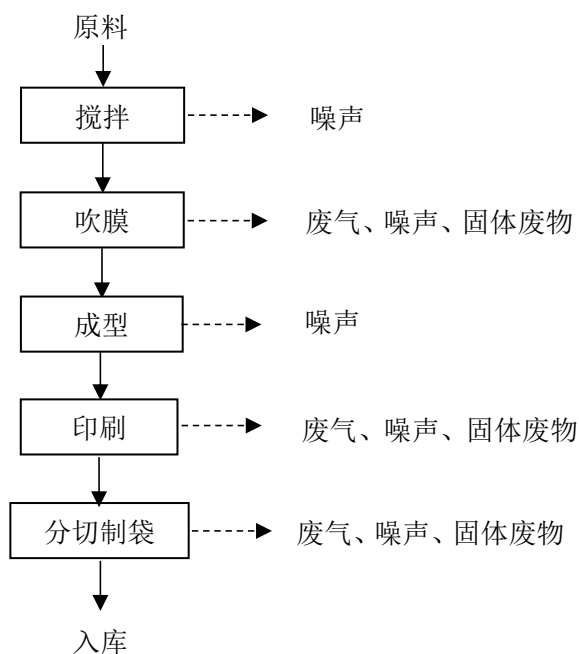 原料
搅拌
噪声
吹膜
废气、噪声、固体废物
成型
噪声
印刷
废气、噪声、固体废物
分切制袋
废气、噪声、固体废物
入库